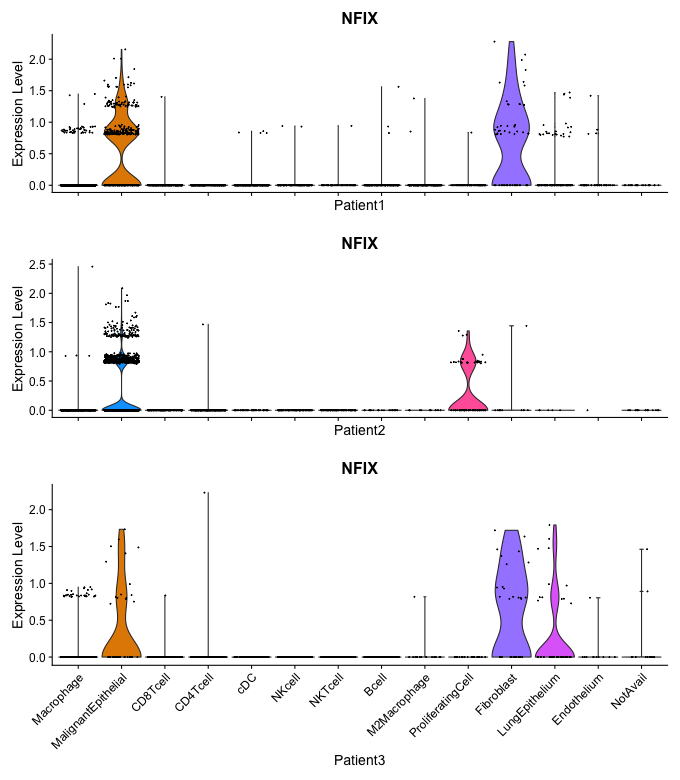 NFIX
Expression Level
2.0
1.5
1.0
0.5
0.0
Patient1
NFIX
Expression Level
2.5
2.0
1.5
1.0
0.5
0.0
Patient2
NFIX
Expression Level
2.0
1.5
1.0
0.5
0.0
Macrophage
MalignantEpithelial
CD8Tcell
CD4Tcell
cDC
NKcell
NKTcell
Bcell
M2Macrophage
ProliferatingCell
Fibroblast
LungEpithelium
Endothelium
NotAvail
Patient3